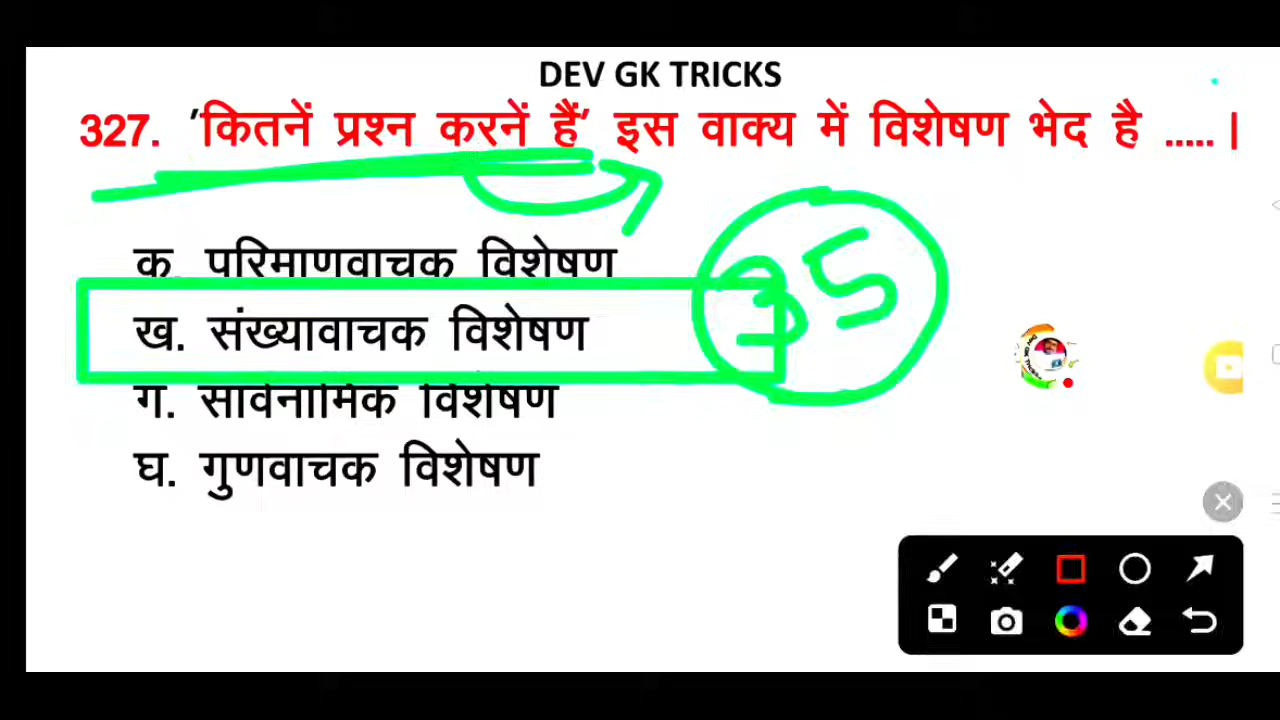 DEV GK TRICKS
327. 'कितनें प्रश्न करनें हैं' इस वाक्य में विशेषण भेद है ..... |
क. परिमाणवाचक विशेषण
ख. संख्यावाचक विशेषण
35
ग. सार्वनामिक विशेषण
घ. गुणवाचक विशेषण